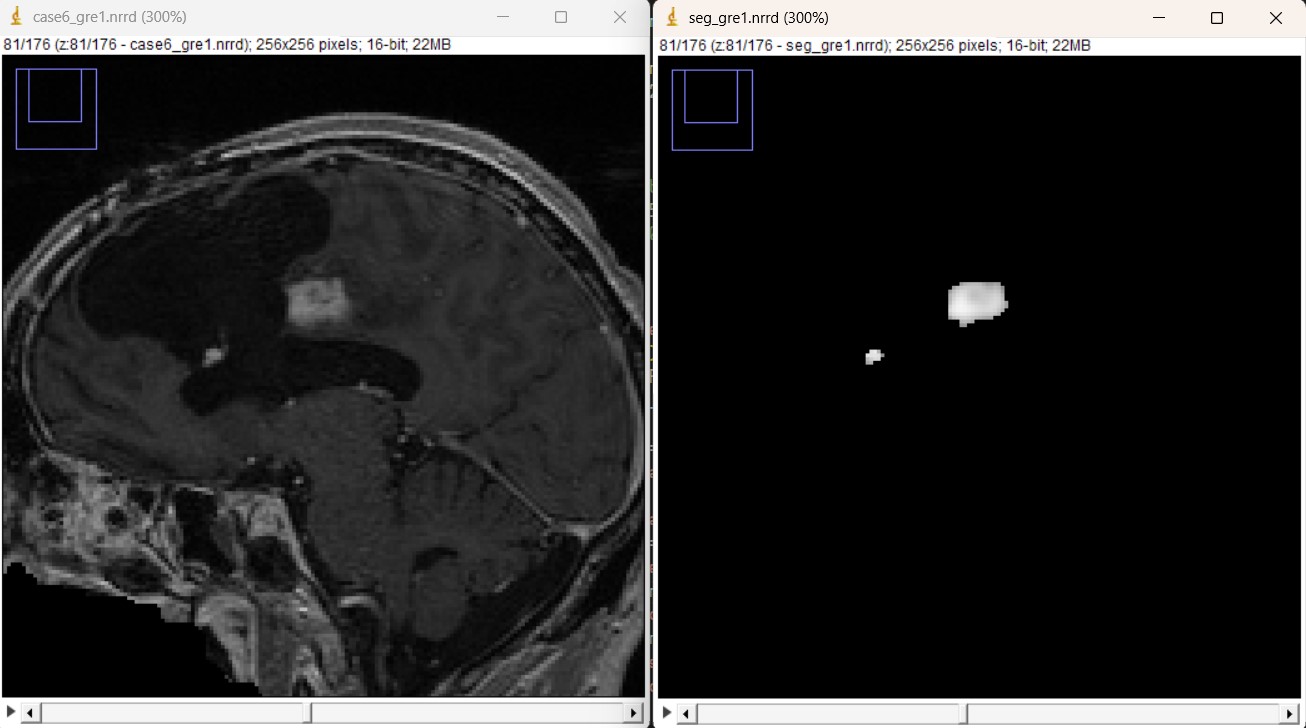 case6_gre1.nrrd (300%)
81/176 (z:81/176 - case6_gre1.nrrd); 256x256 pixels; 16-bit; 22MB
seg_gre1.nrrd (300%)
81/176 (z:81/176 - seg_gre1.nrrd); 256x256 pixels; 16-bit; 22MB